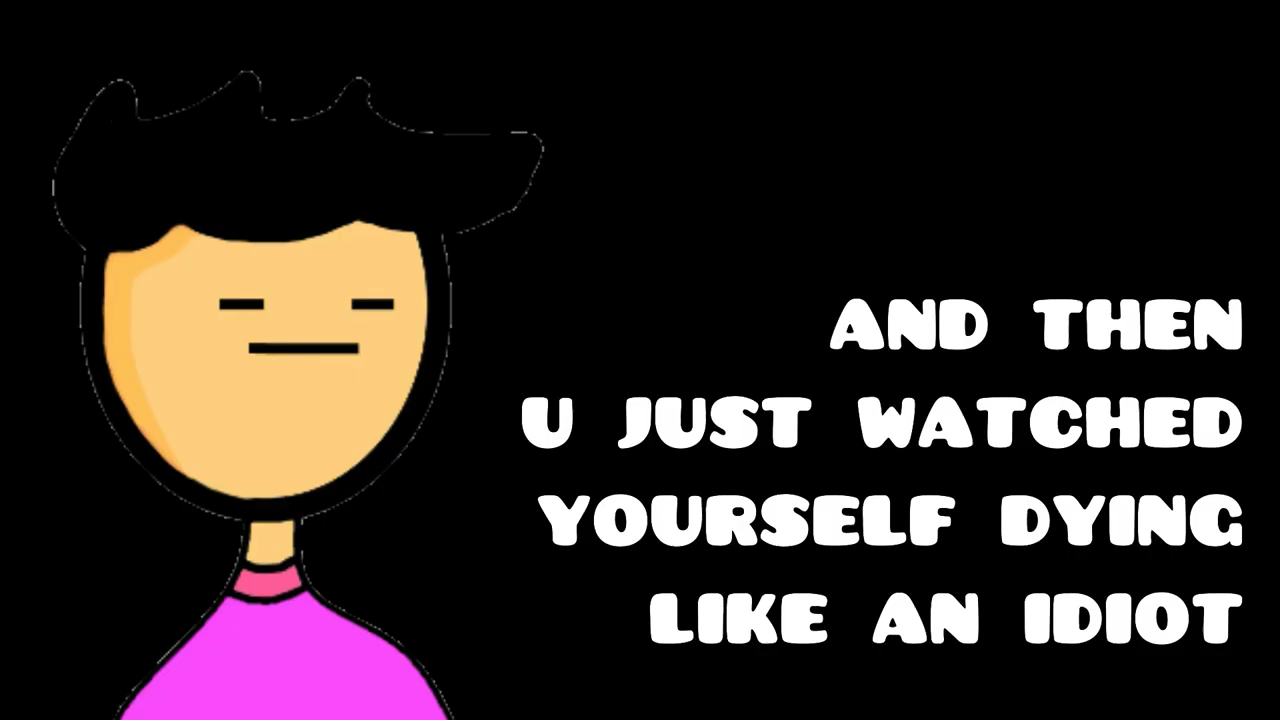 AND THEN
U JUST WATCHED
YOURSELF DYING
LIKE AN IDIOT